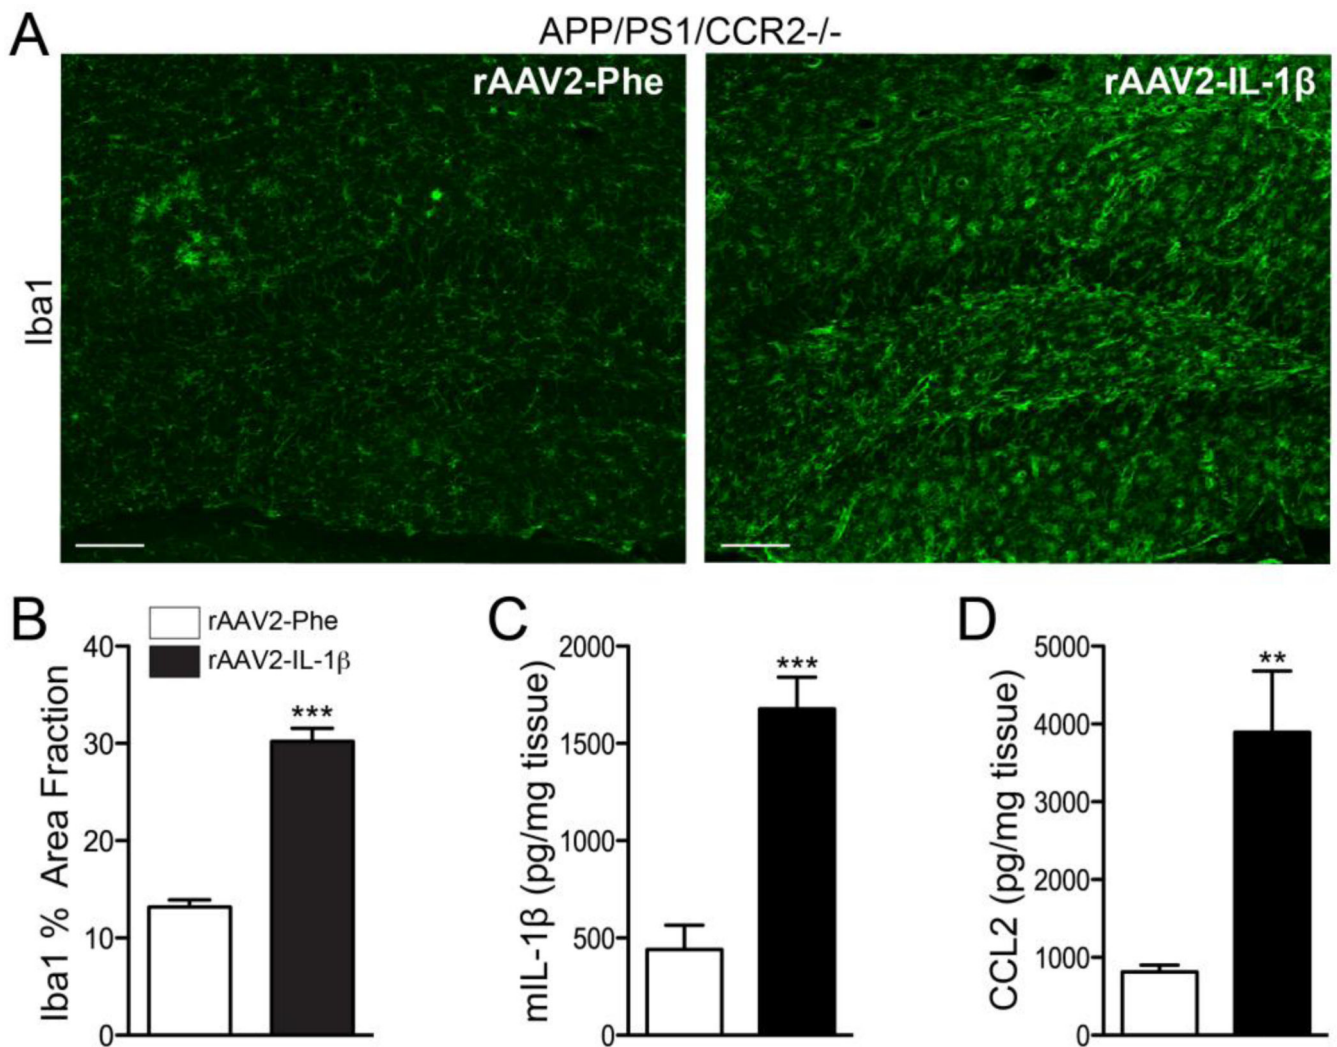 A
APP/PS1/CCR2-/-
rAAV2-Phe
rAAV2-IL-1β
Iba1
B
rAAV2-Phe
rAAV2-IL-1β
Iba1 % Area Fraction
40
30
20
10
0
***
C
mIL-1β (pg/mg tissue)
2000
1500
1000
500
0
***
D
CCL2 (pg/mg tissue)
5000
4000
3000
2000
1000
0
**